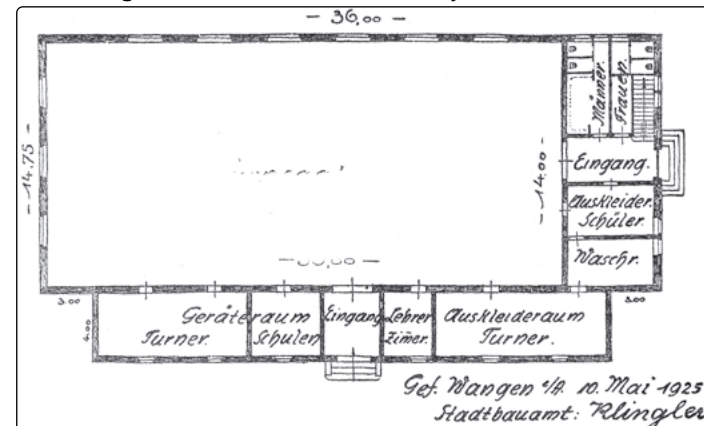 - 36,00 -
Männer.
Frauen.
- 14.75 -
- 14,00 -
Eingang.
Auskleider.
Schüler.
Waschr.
3.00
3.00
4.00
Geräteraum
Turner.
Schulen
Eingang
Lehrer
Zimer.
Auskleideraum
Turner.
Gef. Wangen i/A. 10. Mai 1925
Stadtbauamt: Klingler